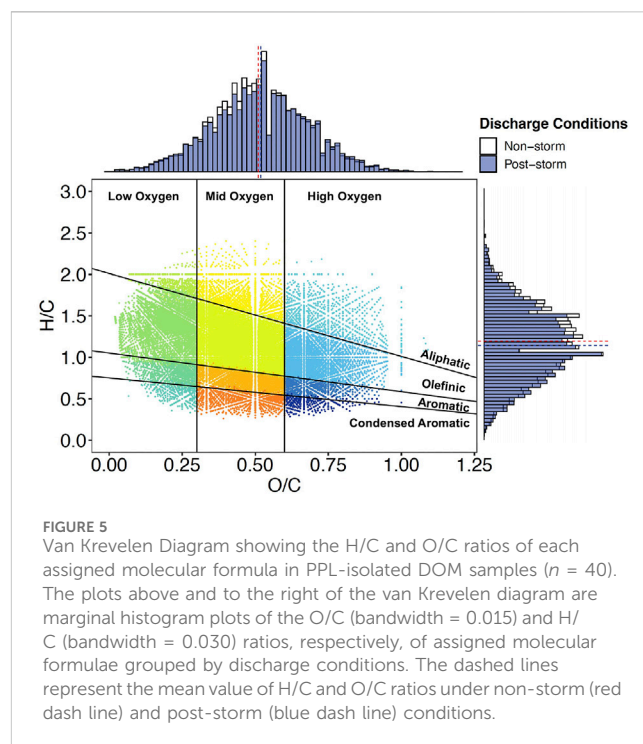 Discharge Conditions
Non-storm
Post-storm
3.0
2.5
2.0
1.5
1.0
0.5
0.0
H/C
Low Oxygen
Mid Oxygen
High Oxygen
Aliphatic
Olefinic
Aromatic
Condensed Aromatic
0.00
0.25
0.50
0.75
1.00
1.25
O/C
FIGURE 5
Van Krevelen Diagram showing the H/C and O/C ratios of each
assigned molecular formula in PPL-isolated DOM samples (n = 40).
The plots above and to the right of the van Krevelen diagram are
marginal histogram plots of the O/C (bandwidth = 0.015) and H/
C (bandwidth = 0.030) ratios, respectively, of assigned molecular
formulae grouped by discharge conditions. The dashed lines
represent the mean value of H/C and O/C ratios under non-storm (red
dash line) and post-storm (blue dash line) conditions.